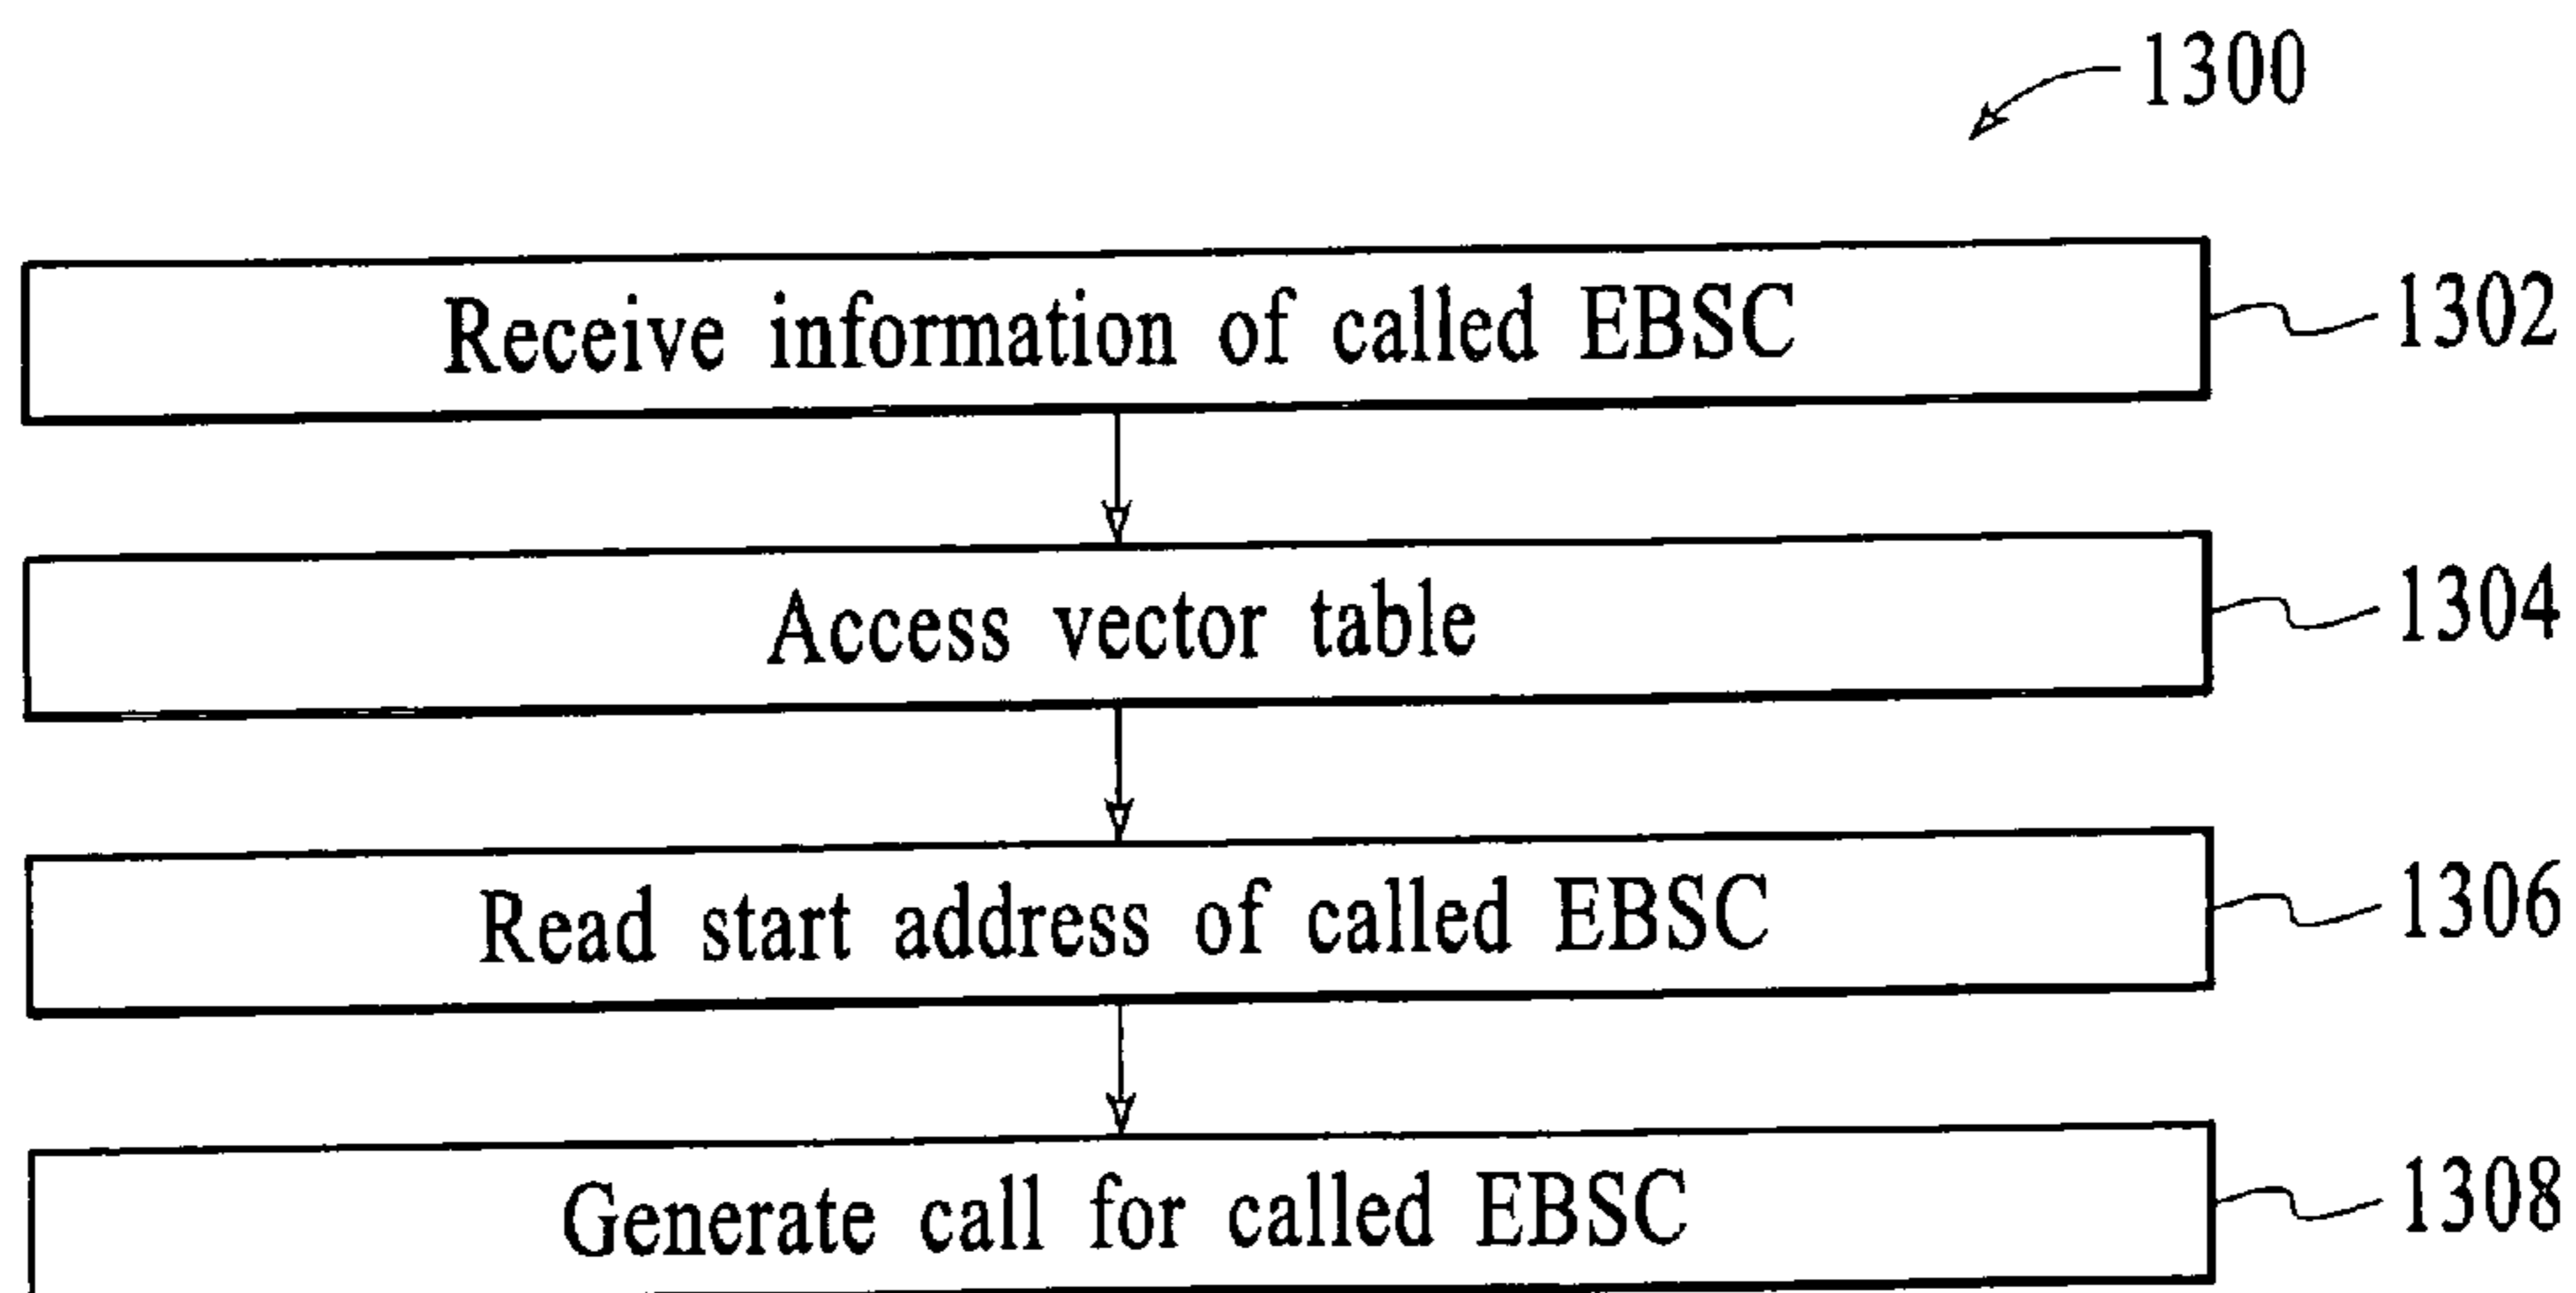 1300
Receive information of called EBSC
1302
Access vector table
1304
Read start address of called EBSC
1306
Generate call for called EBSC
1308